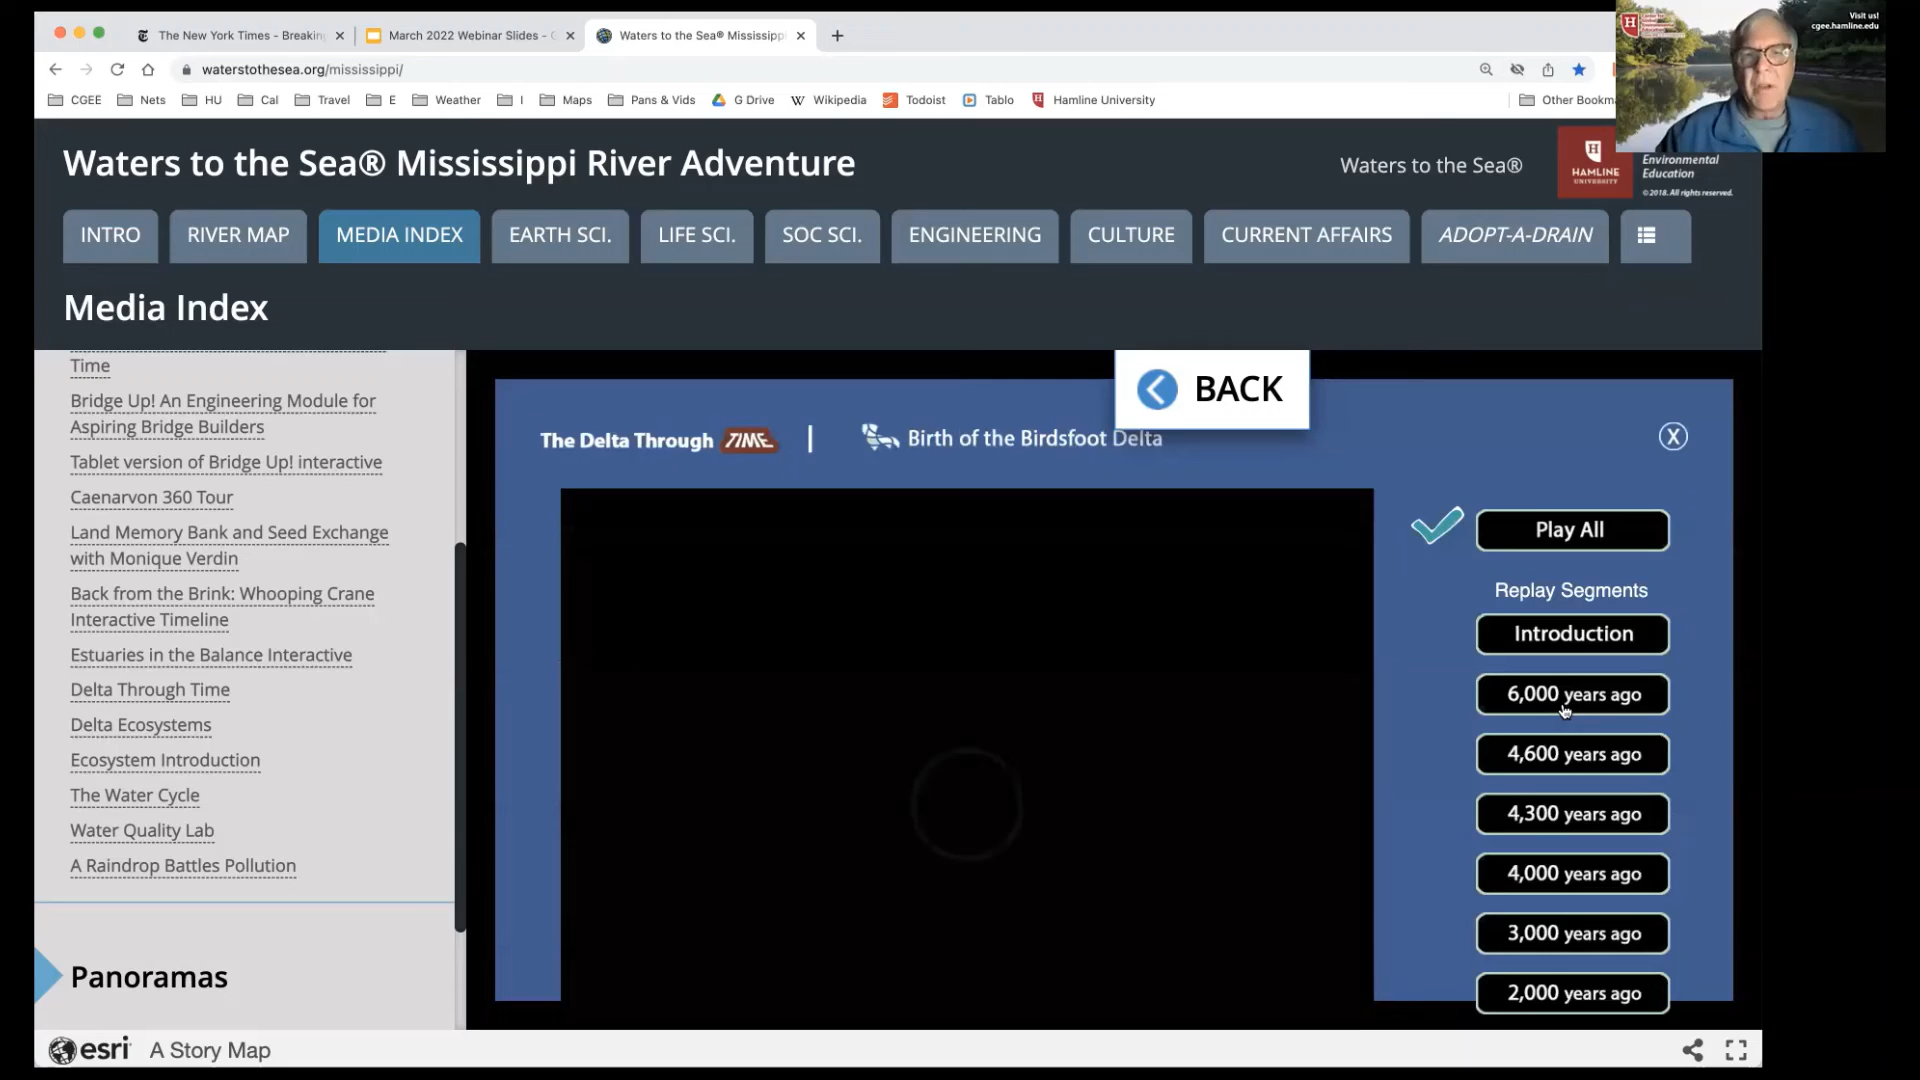 The New York Times - Breaking
March 2022 Webinar Slides - G
Waters to the Sea® Mississippi
waterstothesea.org/mississippi/
CGEE
Nets
HU
Cal
Travel
E
Weather
I
Maps
Pans & Vids
G Drive
Wikipedia
Todoist
Tablo
Hamline University
Other Bookma
Visit us!
cgee.hamline.edu
Waters to the Sea® Mississippi River Adventure
Waters to the Sea®
H
HAMLINE
UNIVERSITY
Environmental
Education
©2018. All rights reserved.
INTRO
RIVER MAP
MEDIA INDEX
EARTH SCI.
LIFE SCI.
SOC SCI.
ENGINEERING
CULTURE
CURRENT AFFAIRS
ADOPT-A-DRAIN
Media Index
Time
Bridge Up! An Engineering Module for
Aspiring Bridge Builders
Tablet version of Bridge Up! interactive
Caenarvon 360 Tour
Land Memory Bank and Seed Exchange
with Monique Verdin
Back from the Brink: Whooping Crane
Interactive Timeline
Estuaries in the Balance Interactive
Delta Through Time
Delta Ecosystems
Ecosystem Introduction
The Water Cycle
Water Quality Lab
A Raindrop Battles Pollution
Panoramas
BACK
The Delta Through TIME | Birth of the Birdsfoot Delta
X
Play All
Replay Segments
Introduction
6,000 years ago
4,600 years ago
4,300 years ago
4,000 years ago
3,000 years ago
2,000 years ago
esri A Story Map